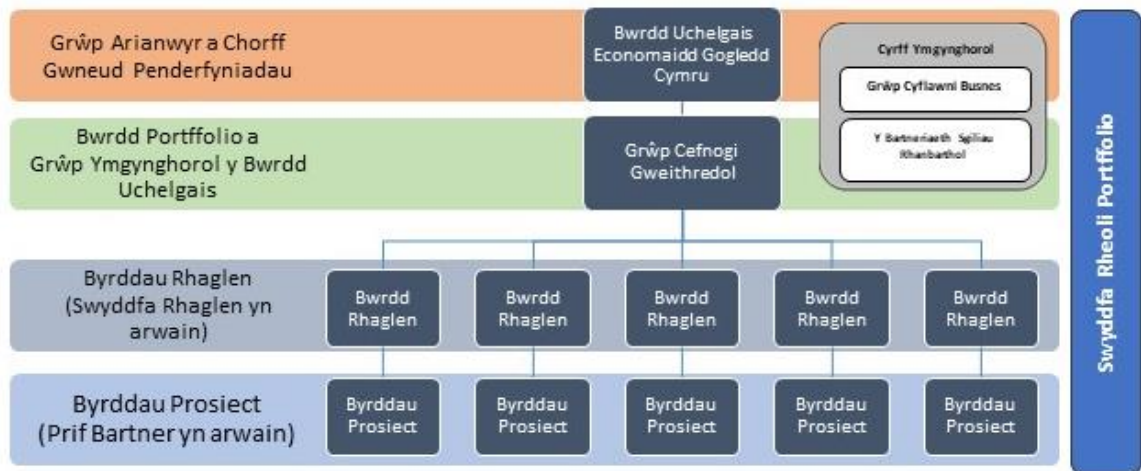 Grŵp Arianwyr a Chorff
Gwneud Penderfyniadau
Bwrdd Uchelgais
Economaidd Gogledd
Cymru
Cyrff Ymgynghorol
Grŵp Cyflawni Busnes
Y Bartneriaeth Sgiliau
Rhanbarthol
Bwrdd Portffolio a
Grŵp Ymgynghorol y Bwrdd
Uchelgais
Grŵp Cefnogi
Gweithredol
Byrddau Rhaglen
(Swyddfa Rhaglen yn
arwain)
Bwrdd
Rhaglen
Bwrdd
Rhaglen
Bwrdd
Rhaglen
Bwrdd
Rhaglen
Bwrdd
Rhaglen
Byrddau Prosiect
(Prif Bartner yn arwain)
Byrddau
Prosiect
Byrddau
Prosiect
Byrddau
Prosiect
Byrddau
Prosiect
Byrddau
Prosiect
Swyddfa Rheoli Portffolio